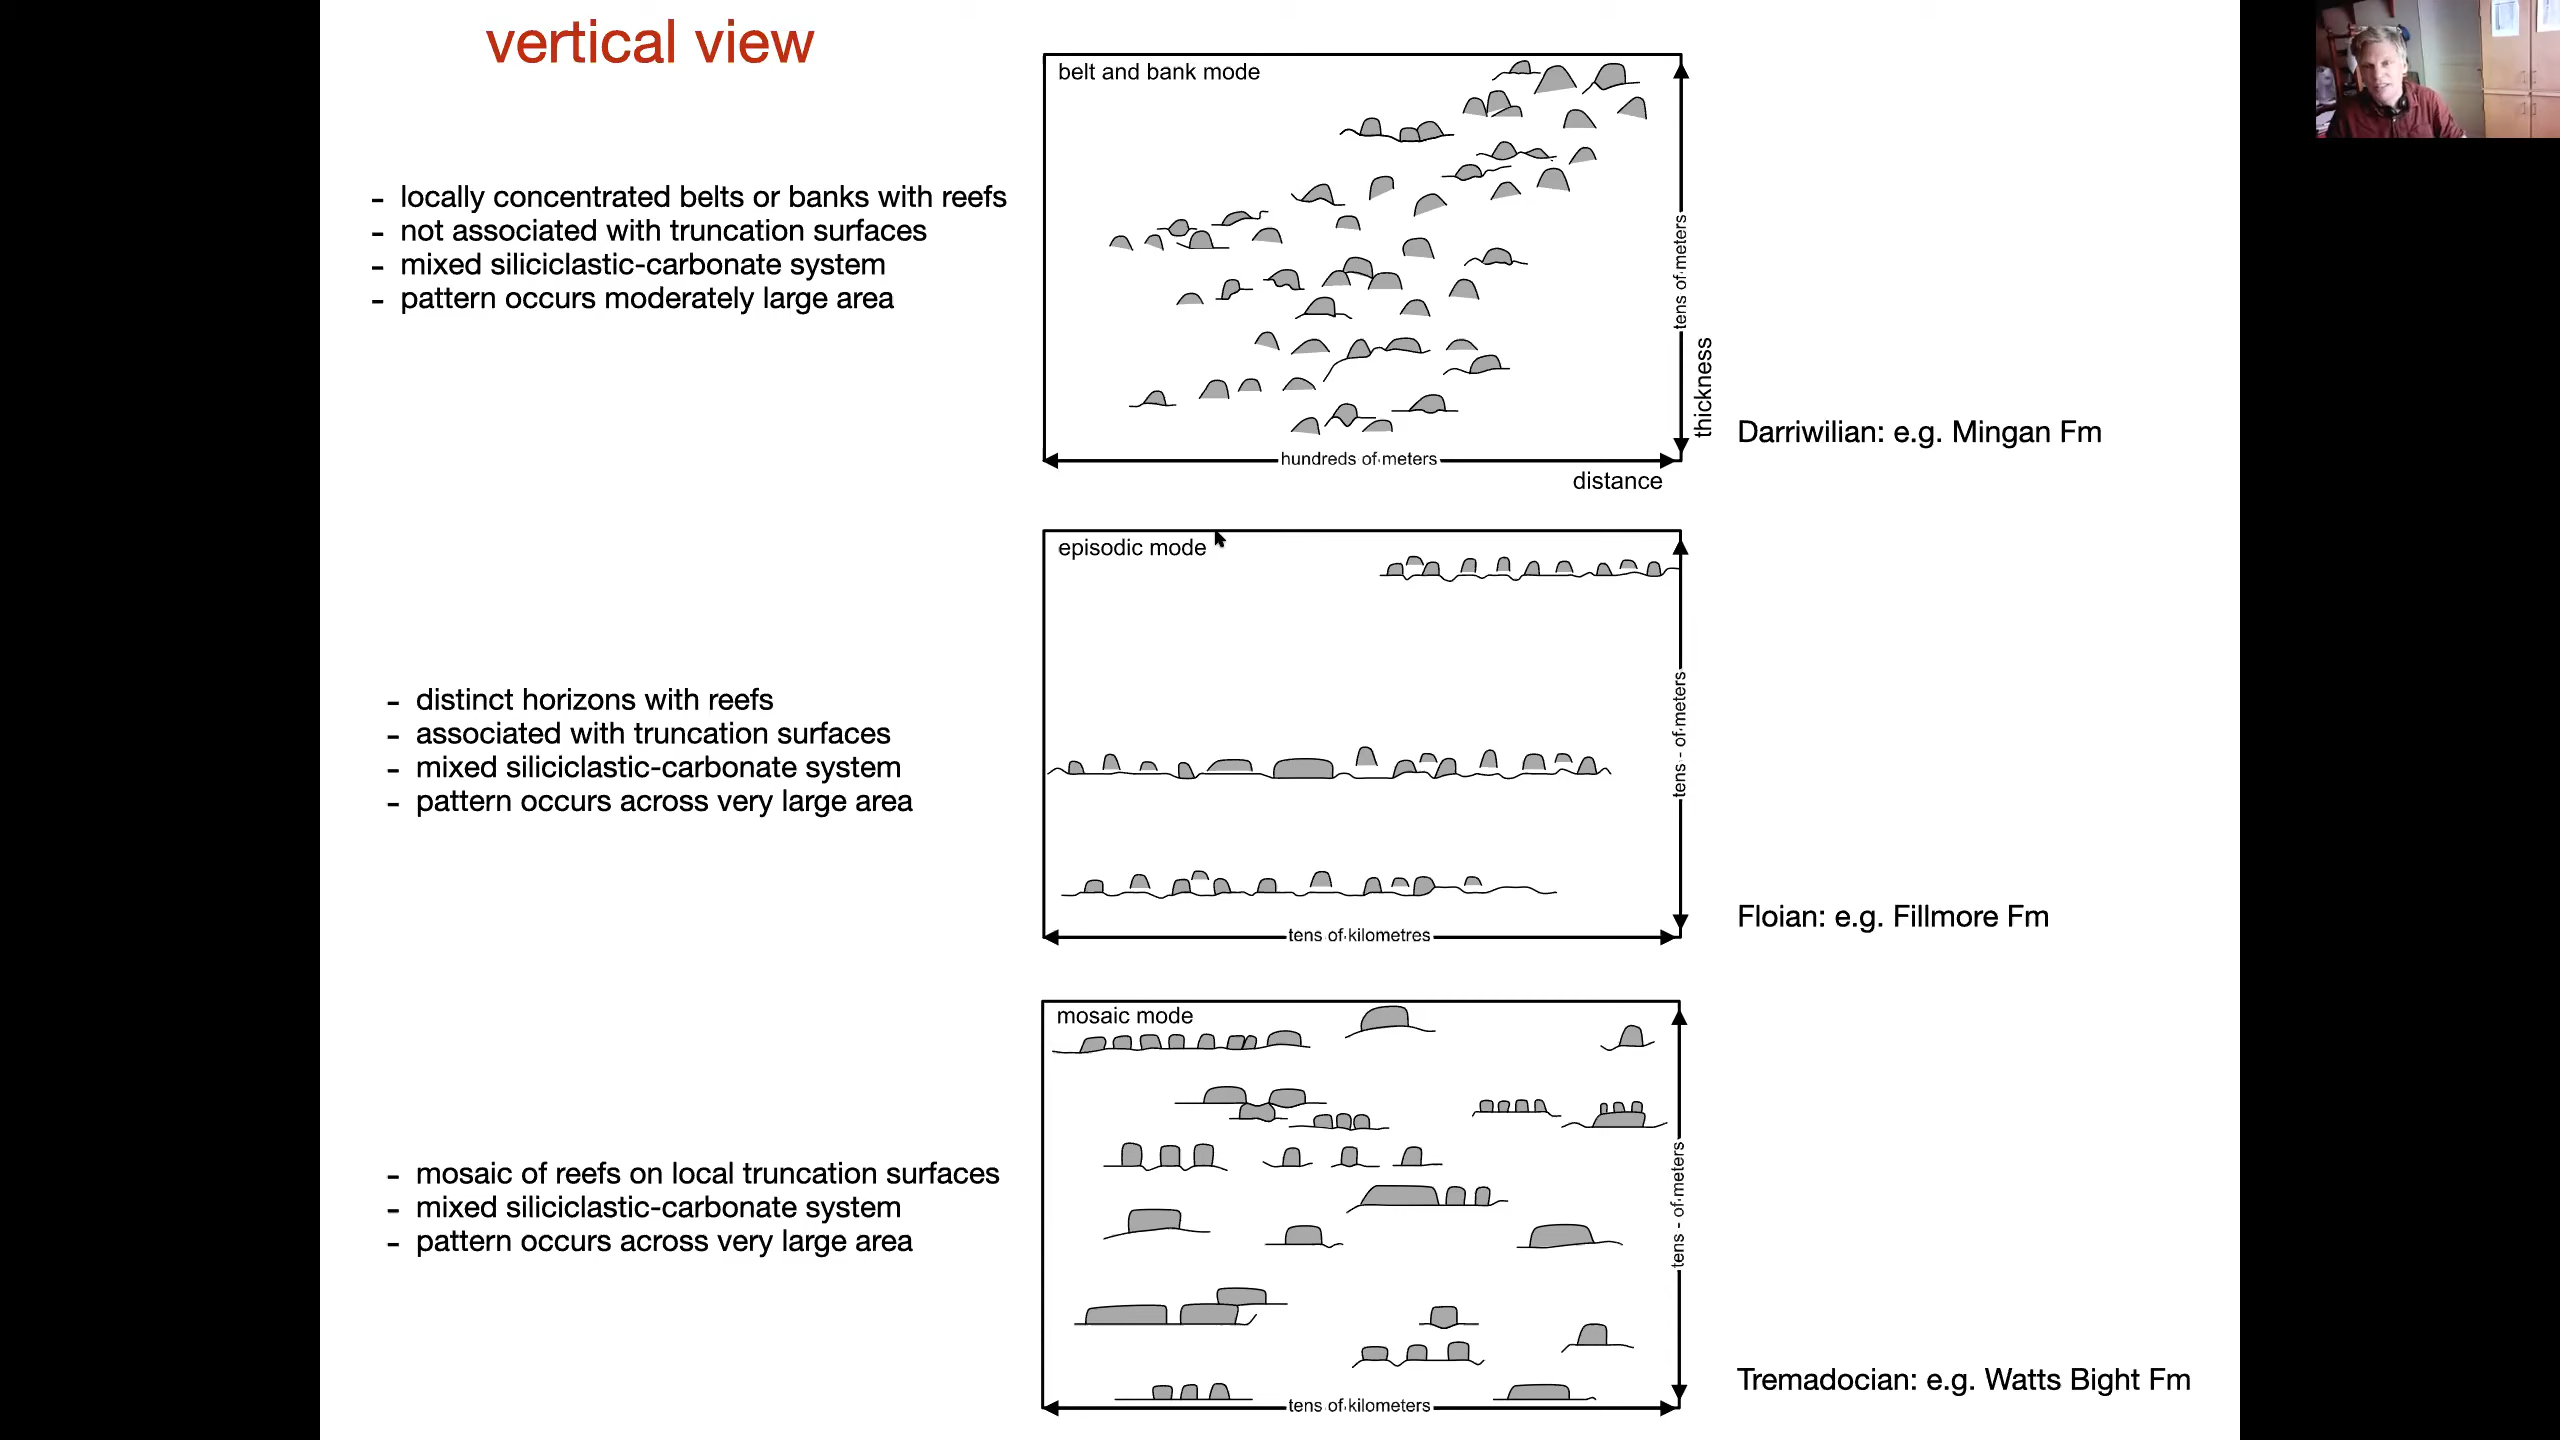 vertical view
belt and bank mode
- locally concentrated belts or banks with reefs
- not associated with truncation surfaces
- mixed siliciclastic-carbonate system
- pattern occurs moderately large area
tens of meters
thickness
Darriwilian: e.g. Mingan Fm
hundreds of meters
distance
episodic mode
- distinct horizons with reefs
- associated with truncation surfaces
- mixed siliciclastic-carbonate system
- pattern occurs across very large area
tens - of meters
Floian: e.g. Fillmore Fm
tens of kilometres
mosaic mode
- mosaic of reefs on local truncation surfaces
- mixed siliciclastic-carbonate system
- pattern occurs across very large area
tens - of meters
Tremadocian: e.g. Watts Bight Fm
tens of kilometers